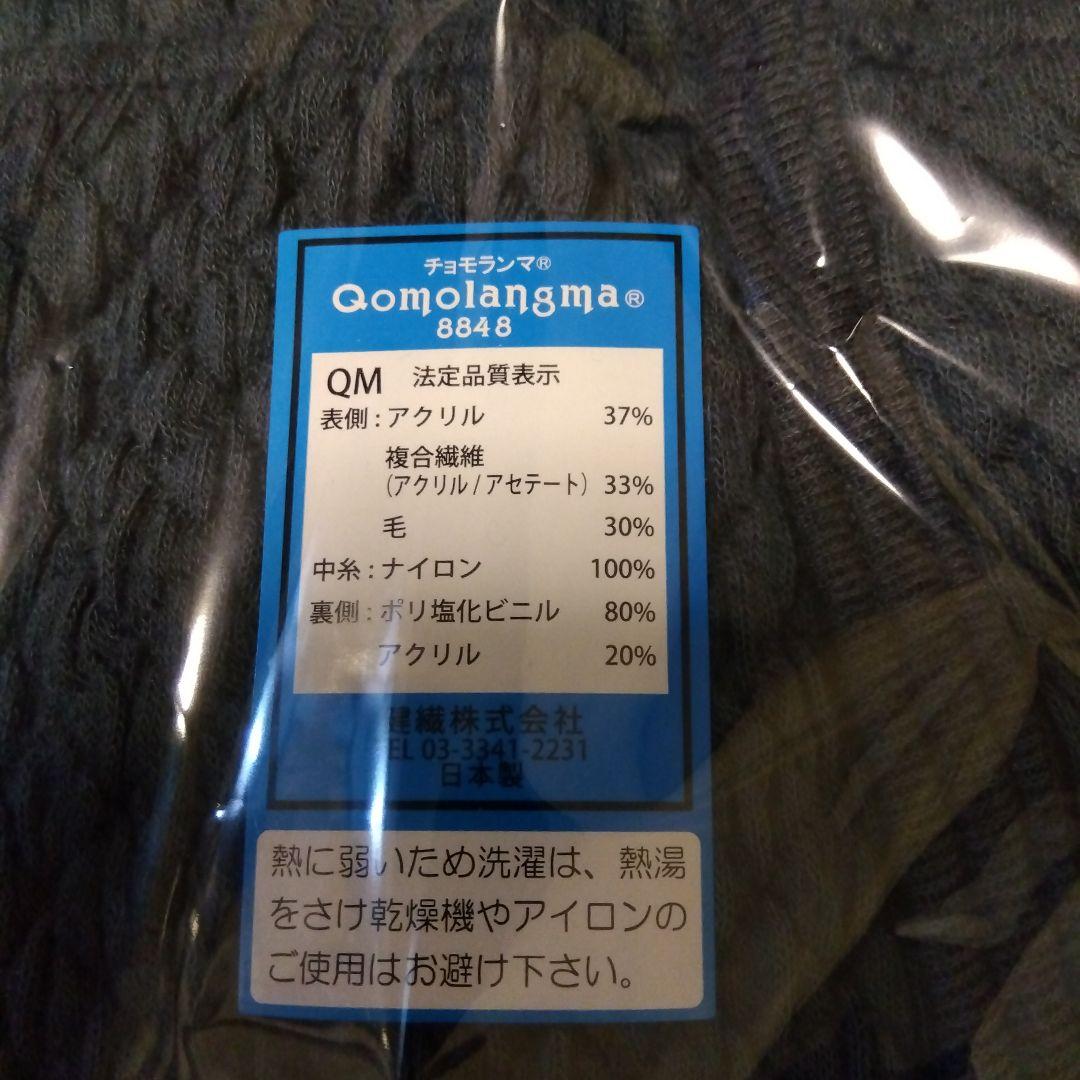 チョモランマ®
Qomolangma®
8848
QM 法定品質表示
表側 : アクリル 37%
複合繊維
(アクリル / アセテート) 33%
毛 30%
中糸 : ナイロン 100%
裏側 : ポリ塩化ビニル 80%
アクリル 20%
健繊株式会社
TEL 03-3341-2231
日本製
熱に弱いため洗濯は、熱湯
をさけ乾燥機やアイロンの
ご使用はお避け下さい。